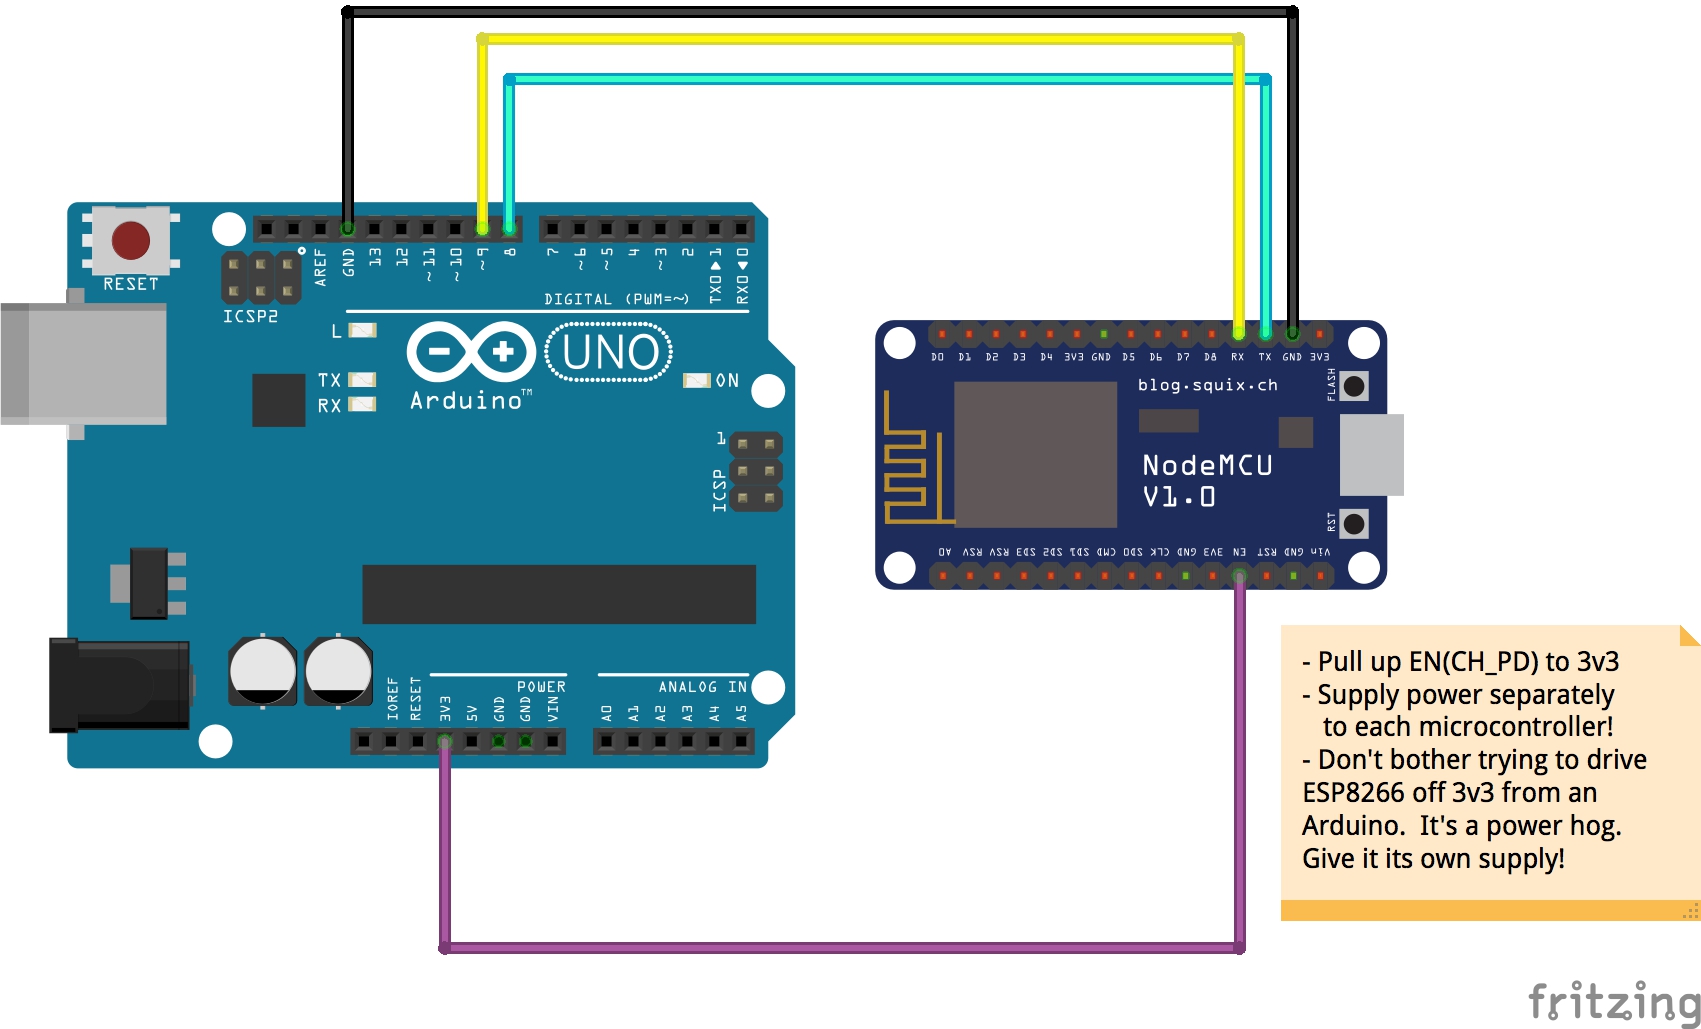 RESET
ICSP2
AREF
GND
13
12
~11
~10
~9
8
7
~6
~5
4
~3
2
TX0▶1
RX0◀0
DIGITAL (PWM=~)
L
TX
RX
Arduino™
UNO
ON
1
ICSP
IOREF
RESET
3V3
5V
GND
GND
VIN
POWER
ANALOG IN
A0
A1
A2
A3
A4
A5
D0 D1 D2 D3 D4 3V3 GND D5 D6 D7 D8 RX TX GND 3V3
blog.squix.ch
FLASH
NodeMCU
V1.0
RST
A0 RSV RSV SD3 SD2 SD1 CMD SD0 CLK GND 3V3 EN RST GND Vin
- Pull up EN(CH_PD) to 3v3
- Supply power separately
to each microcontroller!
- Don't bother trying to drive
ESP8266 off 3v3 from an
Arduino. It's a power hog.
Give it its own supply!
fritzing